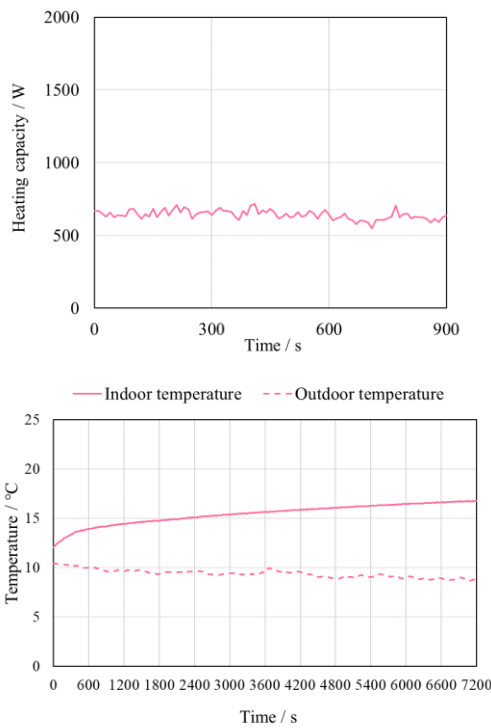 2000
1500
1000
500
0
Heating capacity / W
0 300 600 900
Time / s
Indoor temperature Outdoor temperature
25
20
15
10
5
0
Temperature / °C
0 600 1200 1800 2400 3000 3600 4200 4800 5400 6000 6600 7200
Time / s